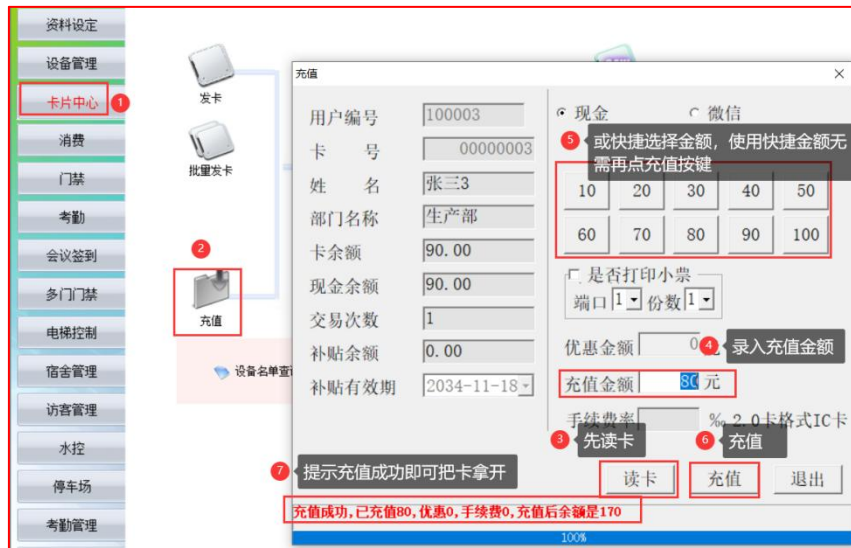 资料设定
设备管理
卡片中心
1
消费
门禁
考勤
会议签到
多门门禁
电梯控制
宿舍管理
访客管理
水控
停车场
考勤管理
发卡
批量发卡
2
充值
设备名单查
充值
×
用户编号 100003
卡 号 00000003
姓 名 张三3
部门名称 生产部
卡余额 90.00
现金余额 90.00
交易次数 1
补贴余额 0.00
补贴有效期 2034-11-18
现金 微信
5 或快捷选择金额，使用快捷金额无
需再点充值按键
10 20 30 40 50
60 70 80 90 100
是否打印小票
端口 1 份数 1
优惠金额 0
4 录入充值金额
充值金额 80 元
手续费率 ‰ 2.0卡格式IC卡
3 先读卡
6 充值
7 提示充值成功即可把卡拿开
读卡 充值 退出
充值成功,已充值80,优惠0,手续费0,充值后余额是170
100%